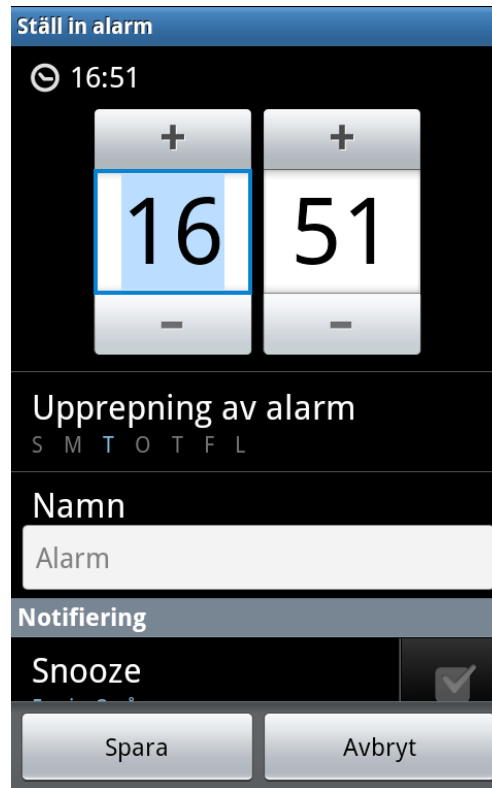 Ställ in alarm
16:51
+ +
16 51
− −
Upprepning av alarm
S M T O T F L
Namn
Alarm
Notifiering
Snooze
Spara Avbryt